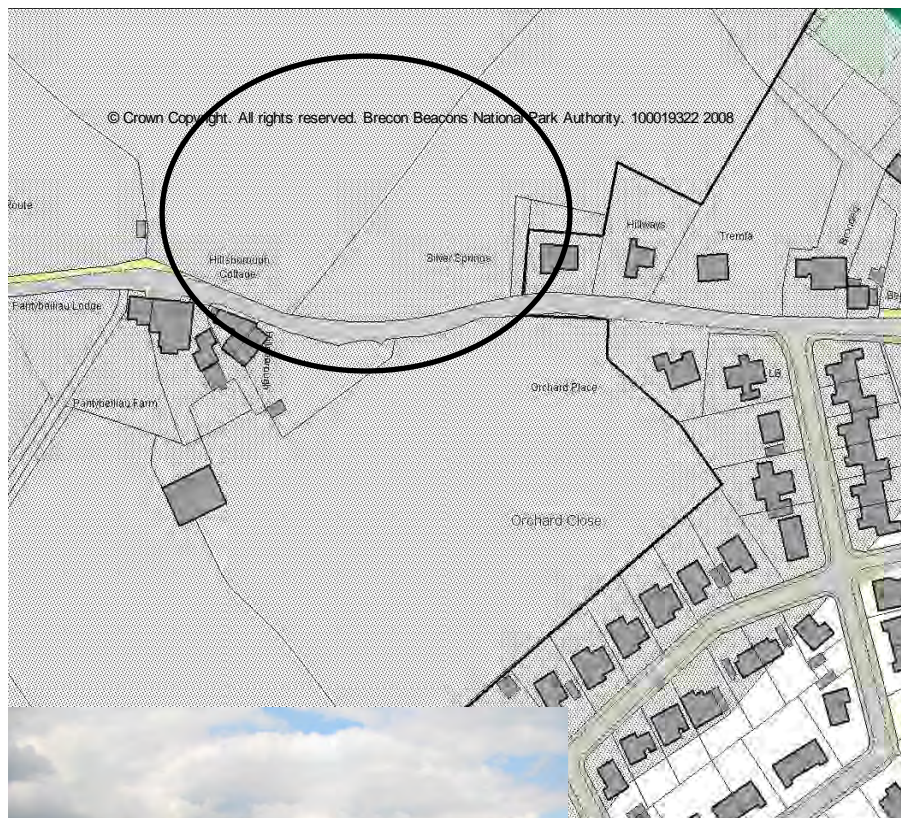 © Crown Copyright. All rights reserved. Brecon Beacons National Park Authority. 100019322 2008
Route
Hillways
Tremfa
Hillsborough
Cottage
Silver Springs
Pantybeiliau Lodge
Orchard Place
LB
Pantybeiliau Farm
Orchard Close